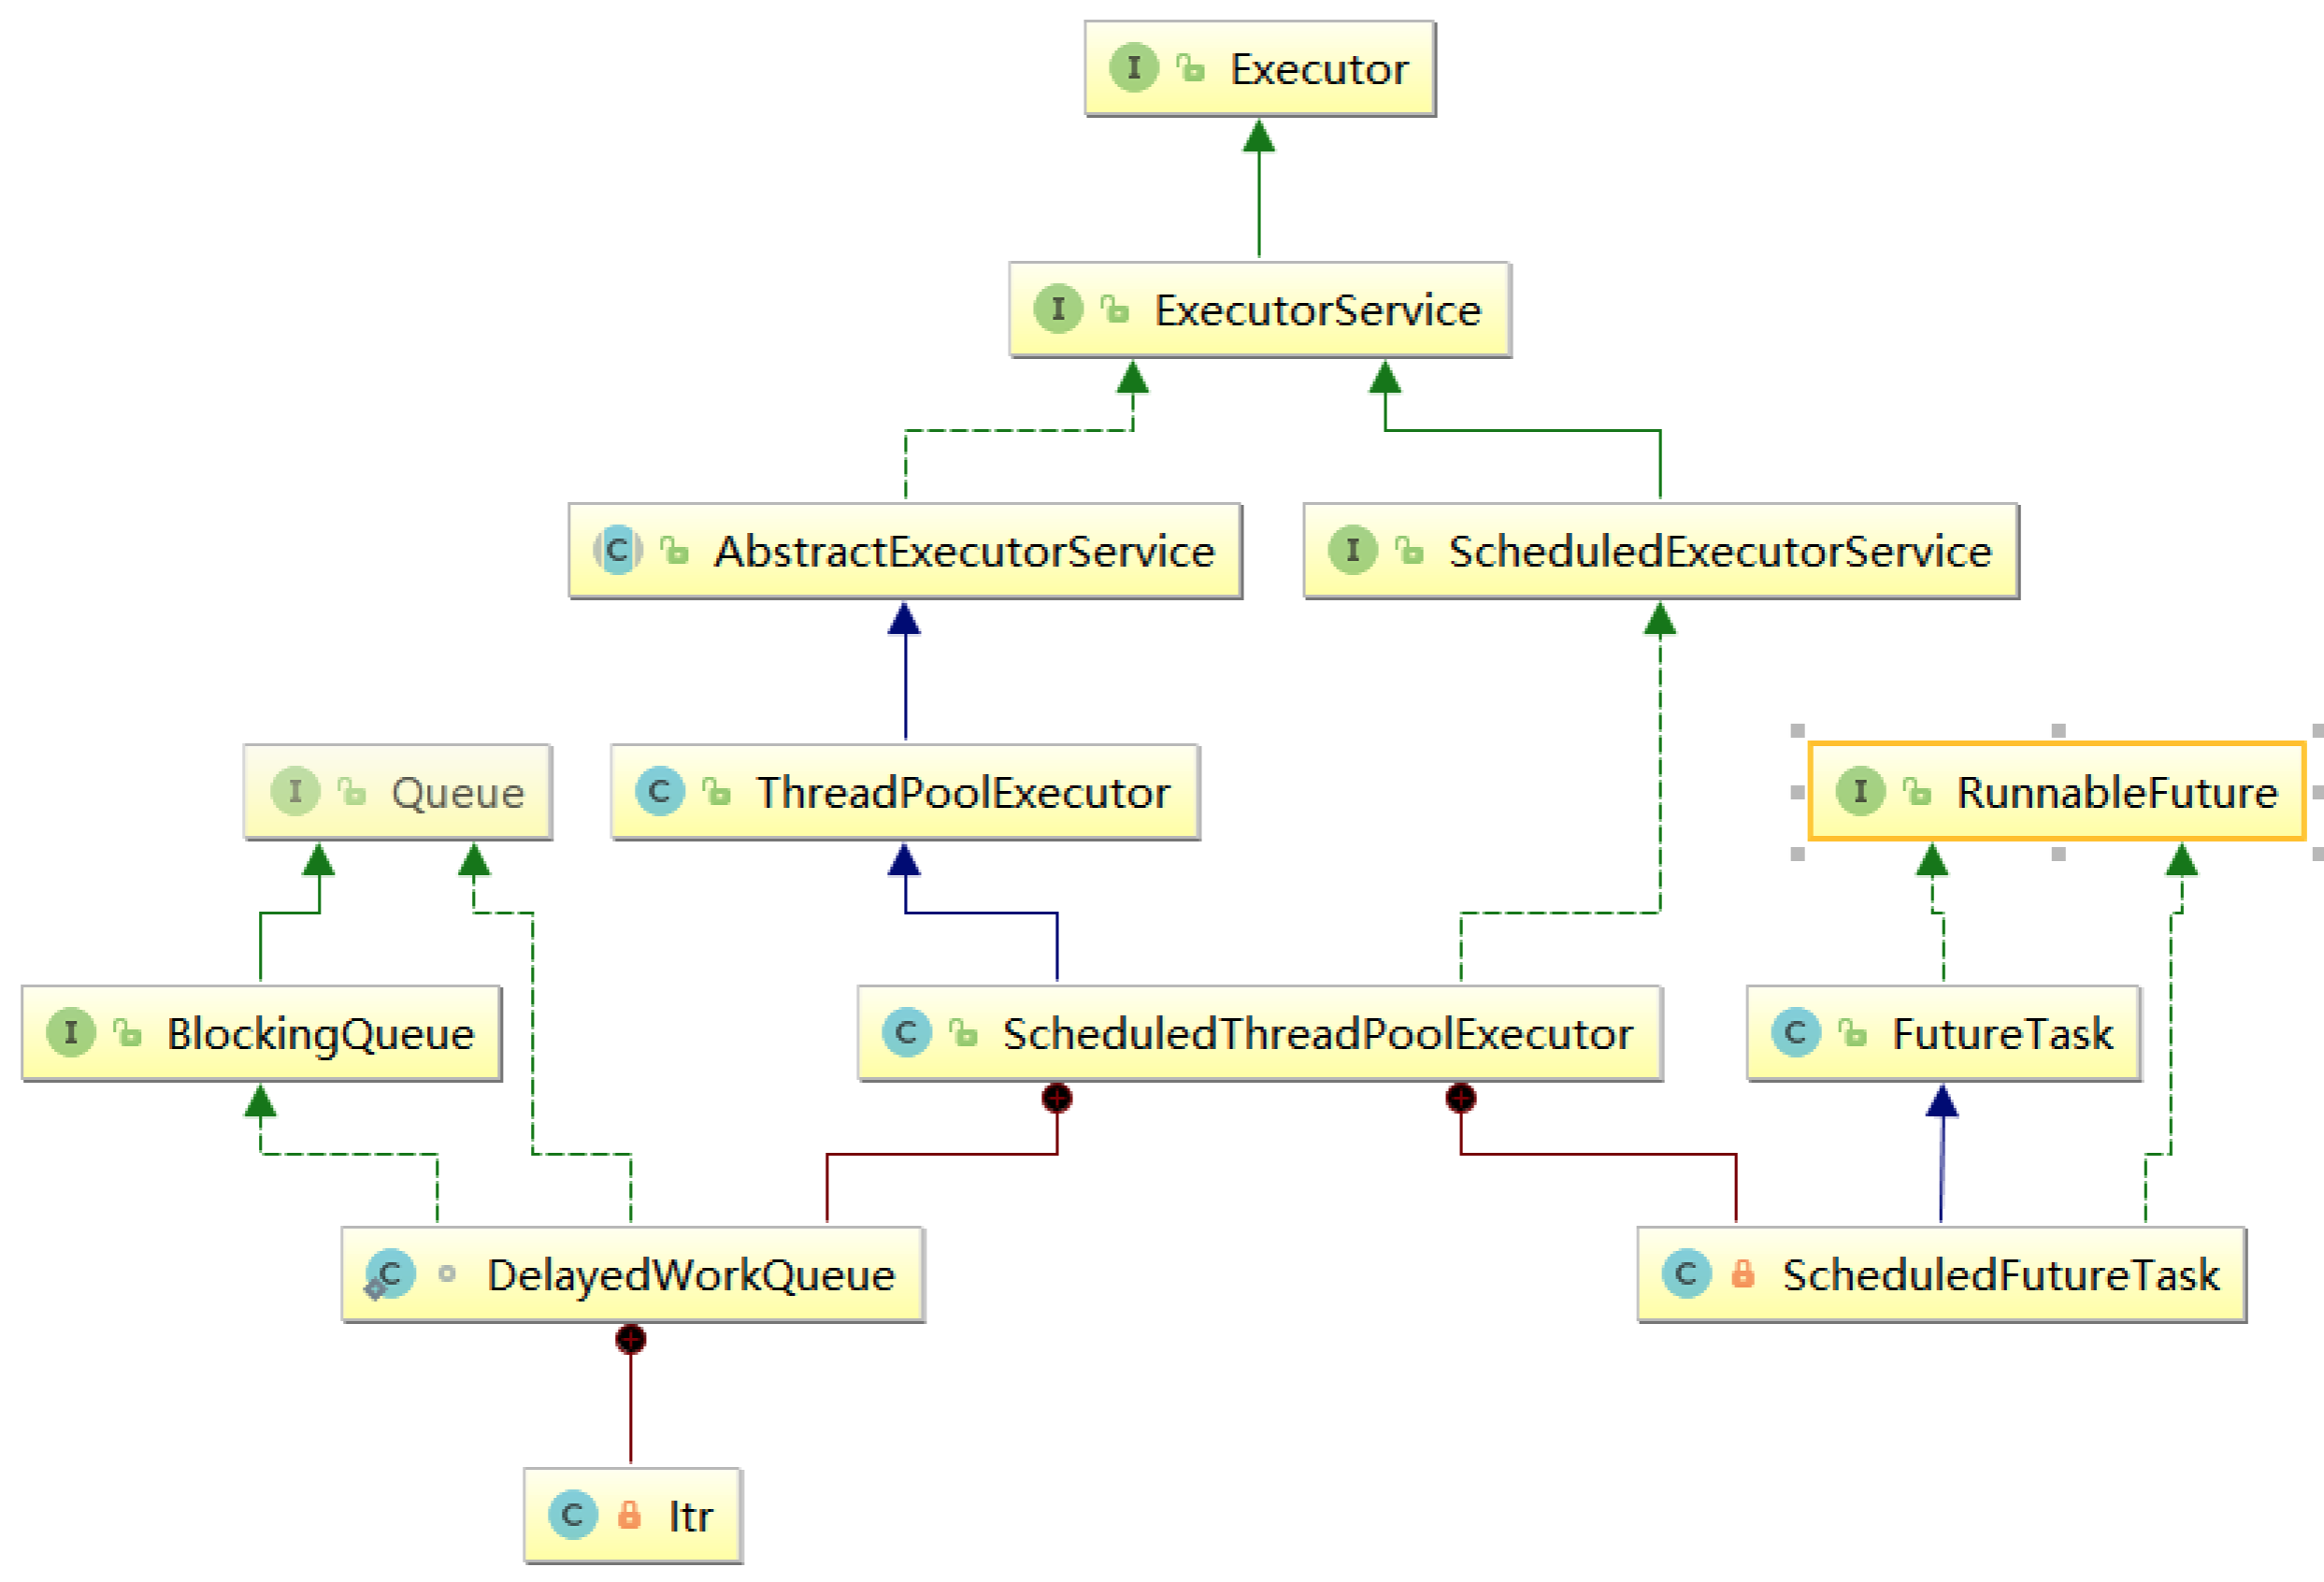 I Executor
I ExecutorService
C AbstractExecutorService
I ScheduledExecutorService
I Queue
C ThreadPoolExecutor
I RunnableFuture
I BlockingQueue
C ScheduledThreadPoolExecutor
C FutureTask
C DelayedWorkQueue
C ScheduledFutureTask
C Itr